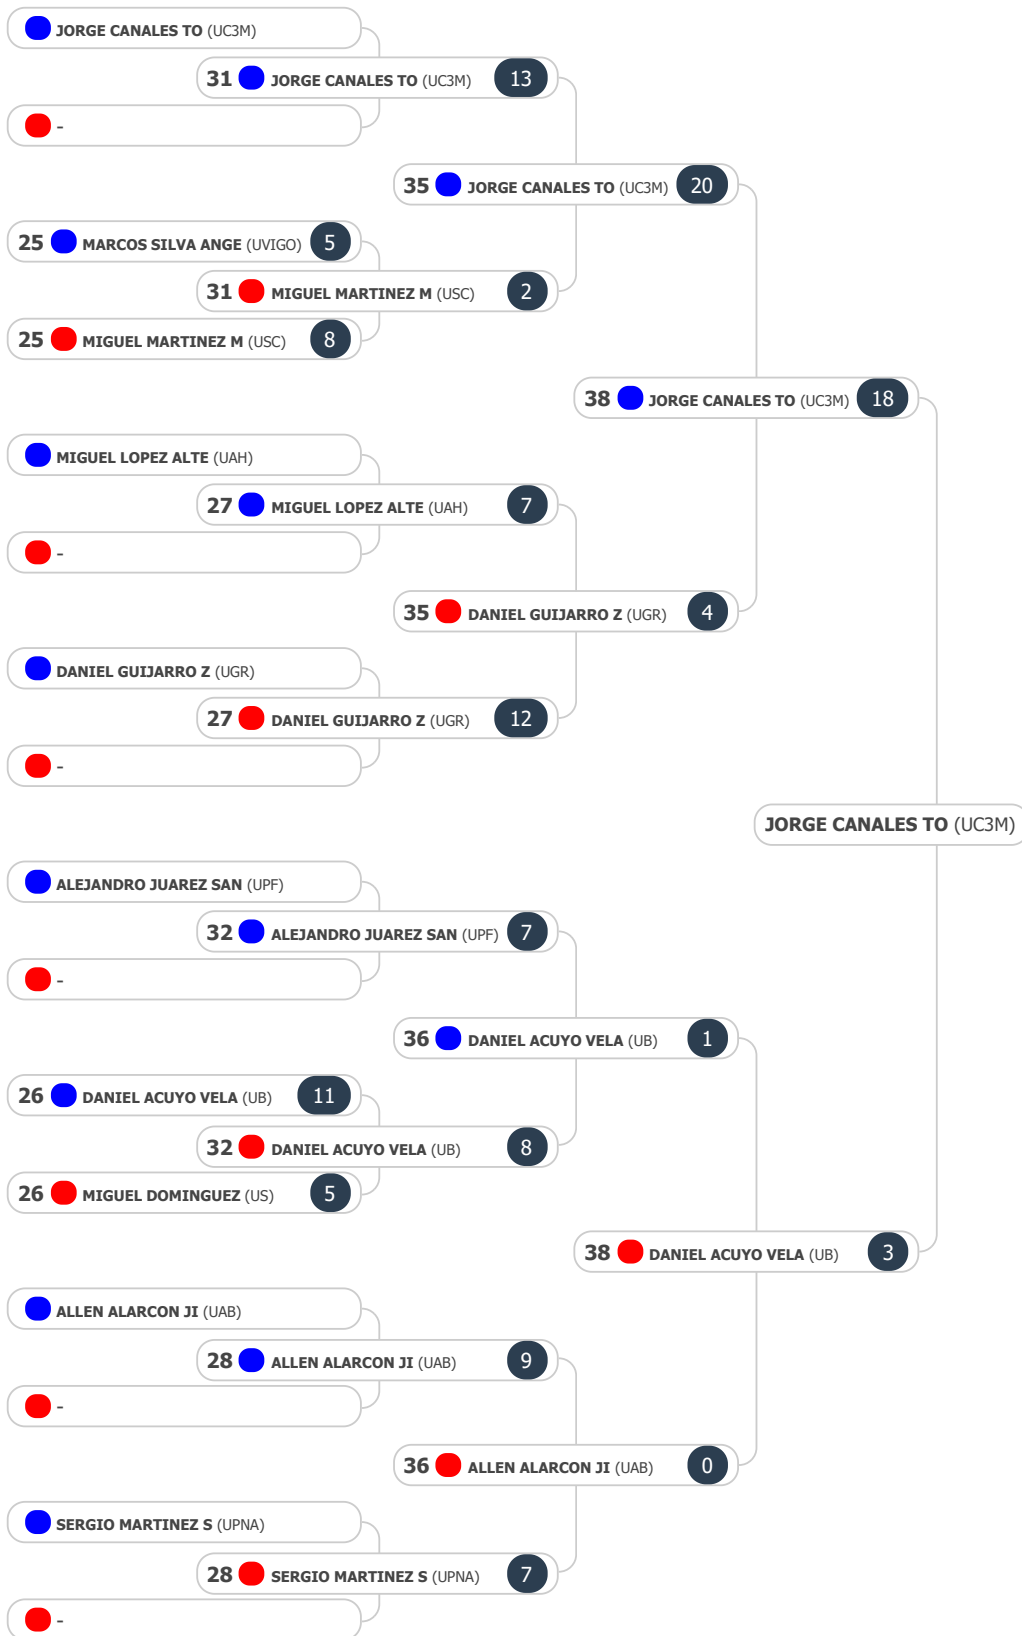 JORGE CANALES TO (UC3M)
31 JORGE CANALES TO (UC3M) 13
-
35 JORGE CANALES TO (UC3M) 20
25 MARCOS SILVA ANGE (UVIGO) 5
31 MIGUEL MARTINEZ M (USC) 2
25 MIGUEL MARTINEZ M (USC) 8
38 JORGE CANALES TO (UC3M) 18
MIGUEL LOPEZ ALTE (UAH)
27 MIGUEL LOPEZ ALTE (UAH) 7
-
35 DANIEL GUIJARRO Z (UGR) 4
DANIEL GUIJARRO Z (UGR)
27 DANIEL GUIJARRO Z (UGR) 12
-
JORGE CANALES TO (UC3M)
ALEJANDRO JUAREZ SAN (UPF)
32 ALEJANDRO JUAREZ SAN (UPF) 7
-
36 DANIEL ACUYO VELA (UB) 1
26 DANIEL ACUYO VELA (UB) 11
32 DANIEL ACUYO VELA (UB) 8
26 MIGUEL DOMINGUEZ (US) 5
38 DANIEL ACUYO VELA (UB) 3
ALLEN ALARCON JI (UAB)
28 ALLEN ALARCON JI (UAB) 9
-
36 ALLEN ALARCON JI (UAB) 0
SERGIO MARTINEZ S (UPNA)
28 SERGIO MARTINEZ S (UPNA) 7
-